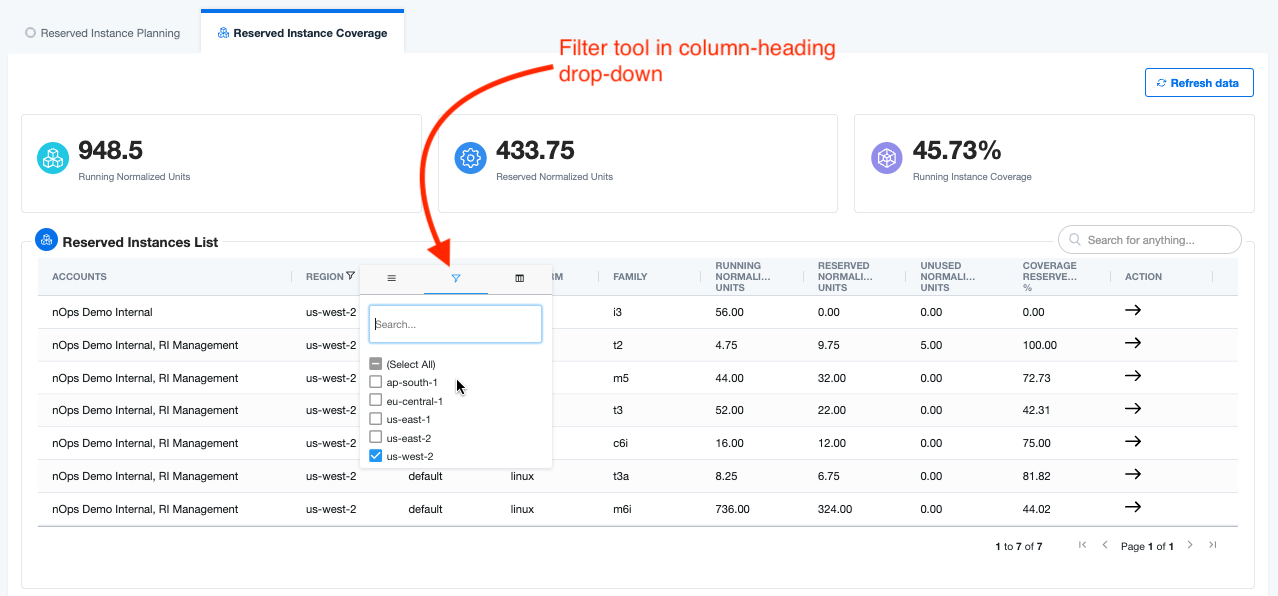 Reserved Instance Planning
Reserved Instance Coverage
Filter tool in column-heading
drop-down
Refresh data
948.5
Running Normalized Units
433.75
Reserved Normalized Units
45.73%
Running Instance Coverage
Reserved Instances List
Search for anything...
ACCOUNTS REGION RM FAMILY RUNNING NORMALI... UNITS RESERVED NORMALI... UNITS UNUSED NORMALI... UNITS COVERAGE RESERVE... % ACTION
nOps Demo Internal us-west-2 i3 56.00 0.00 0.00 0.00
nOps Demo Internal, RI Management us-west-2 t2 4.75 9.75 5.00 100.00
nOps Demo Internal, RI Management us-west-2 m5 44.00 32.00 0.00 72.73
nOps Demo Internal, RI Management us-west-2 t3 52.00 22.00 0.00 42.31
nOps Demo Internal, RI Management us-west-2 c6i 16.00 12.00 0.00 75.00
nOps Demo Internal, RI Management us-west-2 default linux t3a 8.25 6.75 0.00 81.82
nOps Demo Internal, RI Management us-west-2 default linux m6i 736.00 324.00 0.00 44.02
Search...
(Select All)
ap-south-1
eu-central-1
us-east-1
us-east-2
us-west-2
1 to 7 of 7
Page 1 of 1